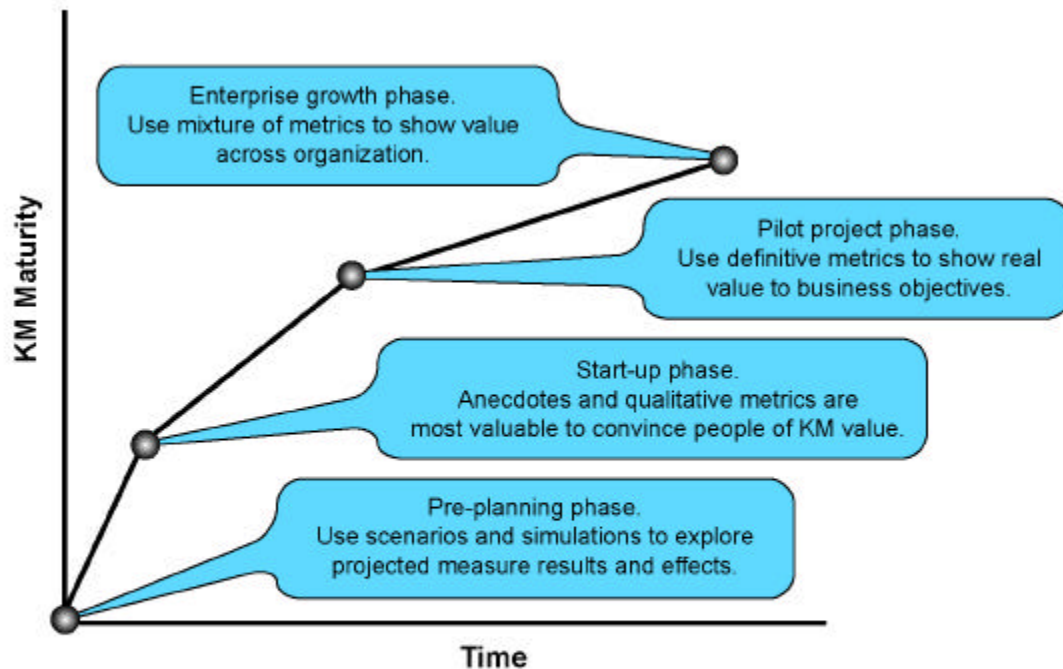 Enterprise growth phase.
Use mixture of metrics to show value
across organization.
Pilot project phase.
Use definitive metrics to show real
value to business objectives.
Start-up phase.
Anecdotes and qualitative metrics are
most valuable to convince people of KM value.
Pre-planning phase.
Use scenarios and simulations to explore
projected measure results and effects.
KM Maturity
Time